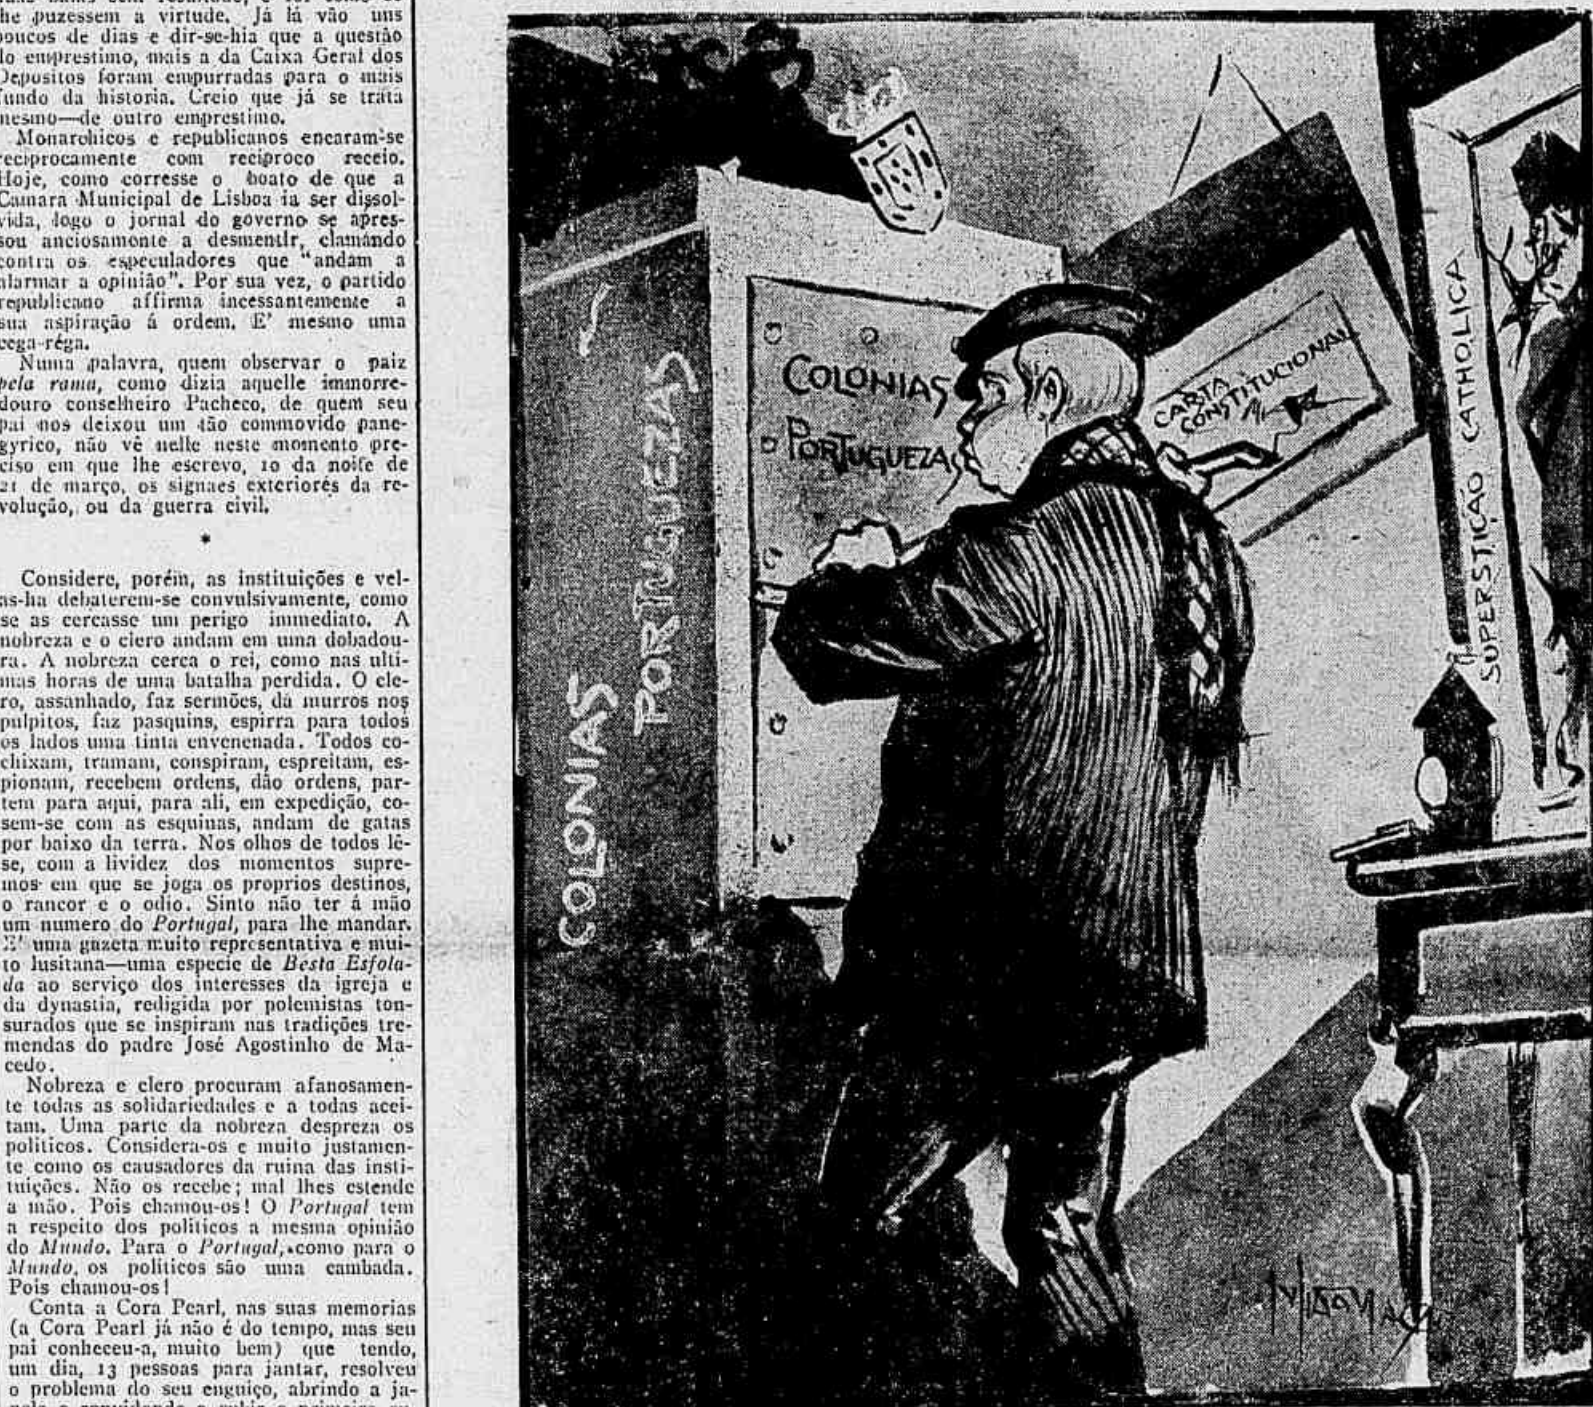 he puzessem a virtude. Já lá vão uns
poucos de dias e dir-se-hia que a questão
do emprestimo, mais a da Caixa Geral dos
Depositos foram empurradas para o mais
fundo da historia. Creio que já se trata
mesmo—de outro emprestimo.
Monarchicos e republicanos encaram-se
reciprocamente com reciproco receio.
Hoje, como corresse o boato de que a
Camara Municipal de Lisboa ia ser dissol-
vida, logo o jornal do governo se apres-
sou anciosamonte a desmentir, clamando
contra os especuladores que "andam a
alarmar a opinião". Por sua vez, o partido
republicano affirma incessantemente a
sua aspiração á ordem. E' mesmo uma
cega-réga.
Numa palavra, quem observar o paiz
pela rama, como dizia aquelle immorre-
douro conselheiro Pacheco, de quem seu
pai nos deixou um tão commovido pane-
gyrico, não vê nelle neste momento pre-
ciso em que lhe escrevo, 10 da noite de
21 de março, os signaes exteriores da re-
volução, ou da guerra civil.
*
Considere, porém, as instituições e vel-
as-ha debaterem-se convulsivamente, como
se as cercasse um perigo immediato. A
nobreza e o clero andam em uma dobadou-
ra. A nobreza cerca o rei, como nas ulti-
mas horas de uma batalha perdida. O cle-
ro, assanhado, faz sermões, dá murros nos
pulpitos, faz pasquins, espirra para todos
os lados uma tinta envenenada. Todos co-
chixam, tramam, conspiram, espreitam, es-
pionam, recebem ordens, dão ordens, par-
tem para aqui, para ali, em expedição, co-
sem-se com as esquinas, andam de gatas
por baixo da terra. Nos olhos de todos lê-
se, com a lividez dos momentos supre-
mos em que se joga os proprios destinos,
o rancor e o odio. Sinto não ter á mão
um numero do Portugal, para lhe mandar.
E' uma gazeta muito representativa e mui-
to lusitana—uma especie de Besta Esfola-
da ao serviço dos interesses da igreja e
da dynastia, redigida por polemistas ton-
surados que se inspiram nas tradições tre-
mendas do padre José Agostinho de Ma-
cedo.
Nobreza e clero procuram afanosamen-
te todas as solidariedades e a todas acei-
tam. Uma parte da nobreza despreza os
politicos. Considera-os e muito justamen-
te como os causadores da ruina das insti-
tuições. Não os recebe; mal lhes estende
a mão. Pois chamou-os! O Portugal tem
a respeito dos politicos a mesma opinião
do Mundo. Para o Portugal, como para o
Mundo, os politicos são uma cambada.
Pois chamou-os!
Conta a Cora Pearl, nas suas memorias
(a Cora Pearl já não é do tempo, mas seu
pai conheceu-a, muito bem) que tendo,
um dia, 13 pessoas para jantar, resolveu
o problema do seu enguiço, abrindo a ja-
COLONIAS
PORTUGUEZAS
COLONIAS
PORTUGUEZAS
CARTA
CONSTITUCIONAL
SUPERSTIÇÃO CATHOLICA